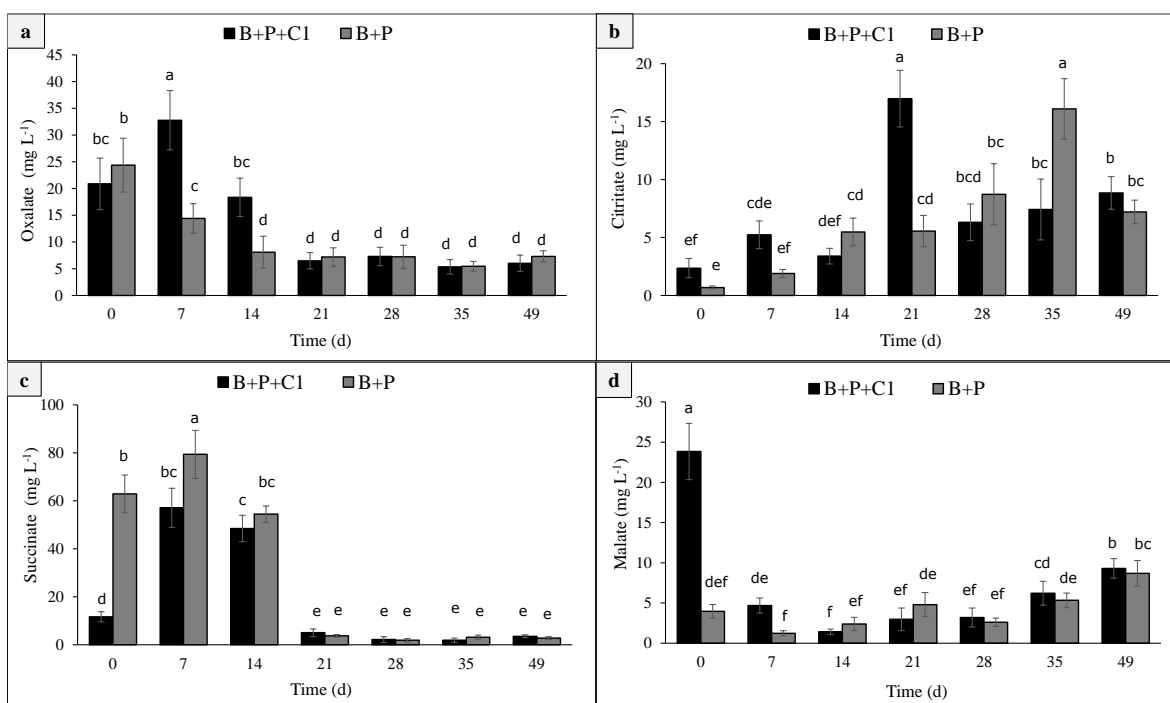 a
B+P+C1 B+P
45
40
35
30
25
20
15
10
5
0
Oxalate (mg L-1)
bc b a c bc d d d d d d d d d
0 7 14 21 28 35 49
Time (d)
b
B+P+C1 B+P
20
15
10
5
0
Citritate (mg L-1)
ef e cde ef def cd a cd bcd bc bc a b bc
0 7 14 21 28 35 49
Time (d)
c
B+P+C1 B+P
100
80
60
40
20
0
Succinate (mg L-1)
d b bc a c bc e e e e e e e e
0 7 14 21 28 35 49
Time (d)
d
B+P+C1 B+P
30
25
20
15
10
5
0
Malate (mg L-1)
a def de f f ef ef de ef ef cd de b bc
0 7 14 21 28 35 49
Time (d)